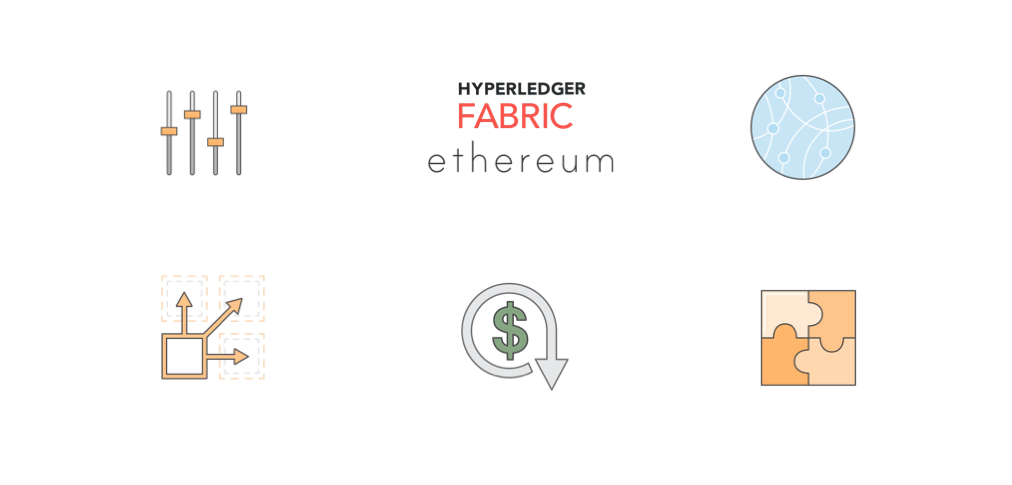 HYPERLEDGER
FABRIC
ethereum
$